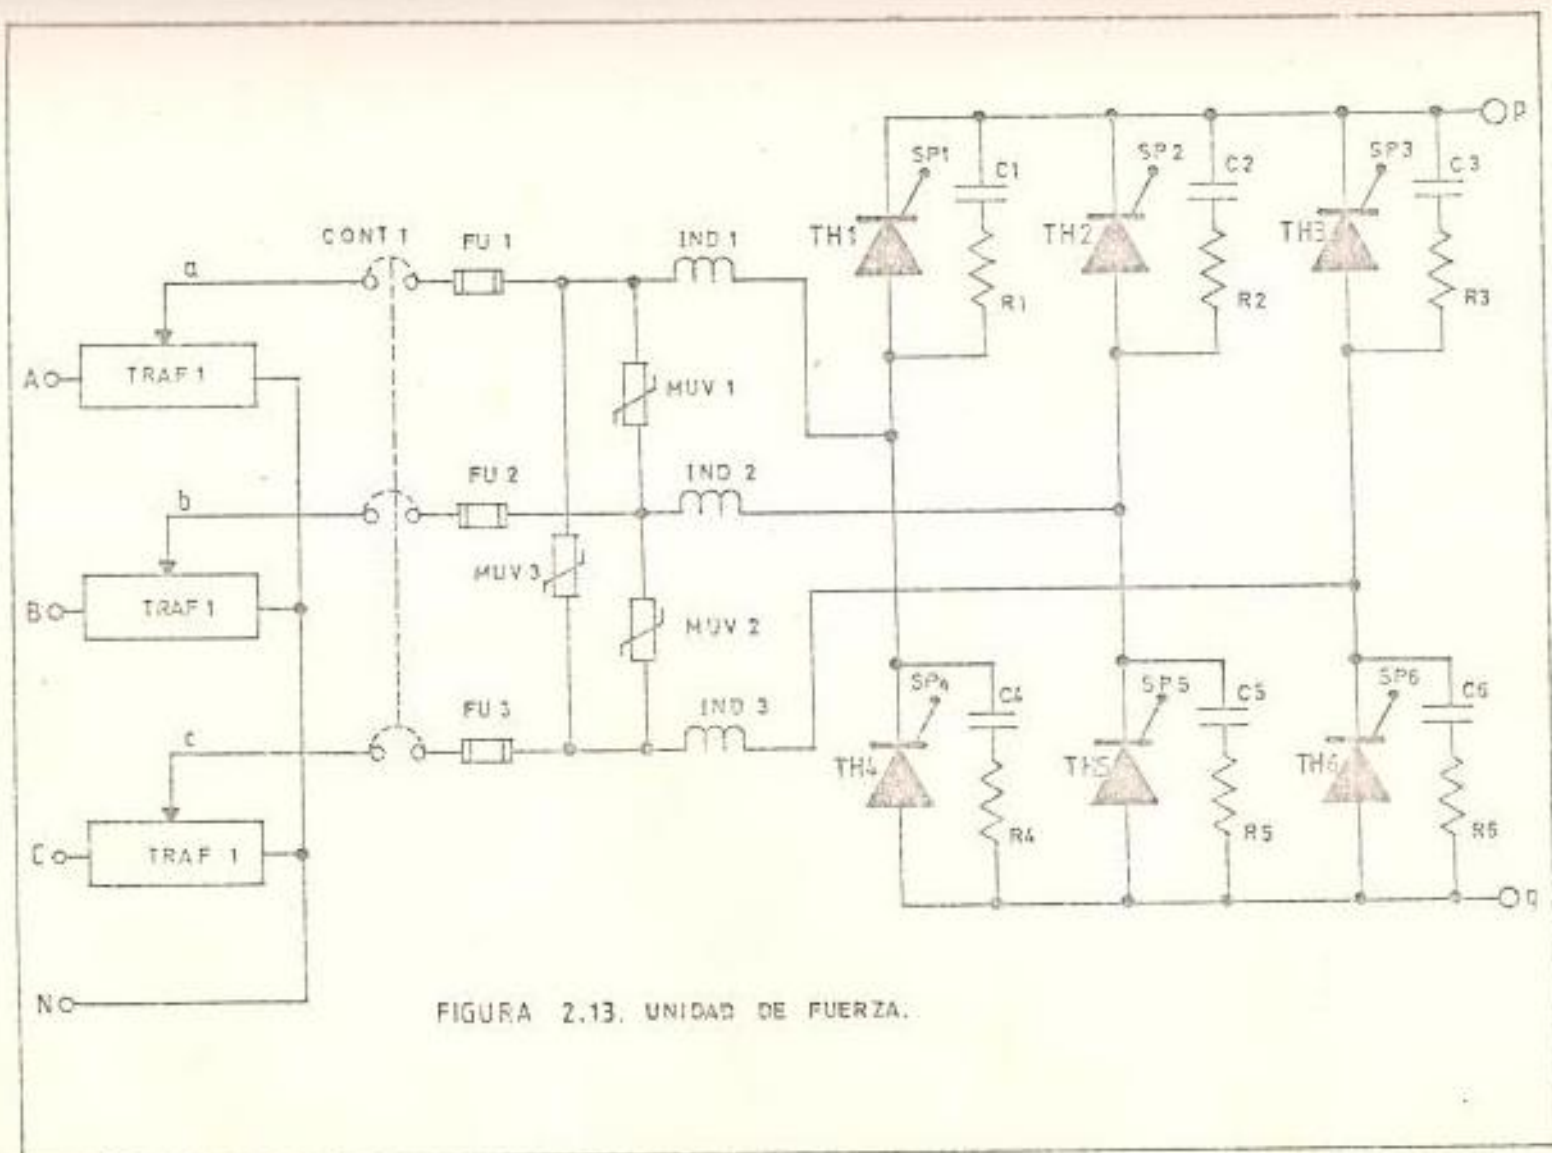 p
SP1
C1
SP2
C2
SP3
C3
TH1
TH2
TH3
R1
R2
R3
CONT 1
FU 1
IND 1
a
A
TRAF 1
MUV 1
FU 2
IND 2
b
MUV 3
B
TRAF 1
MUV 2
FU 3
IND 3
c
SP4
C4
SP5
C5
SP6
C6
TH4
TH5
TH6
R4
R5
R6
C
TRAF 1
q
N
FIGURA 2.13. UNIDAD DE FUERZA.